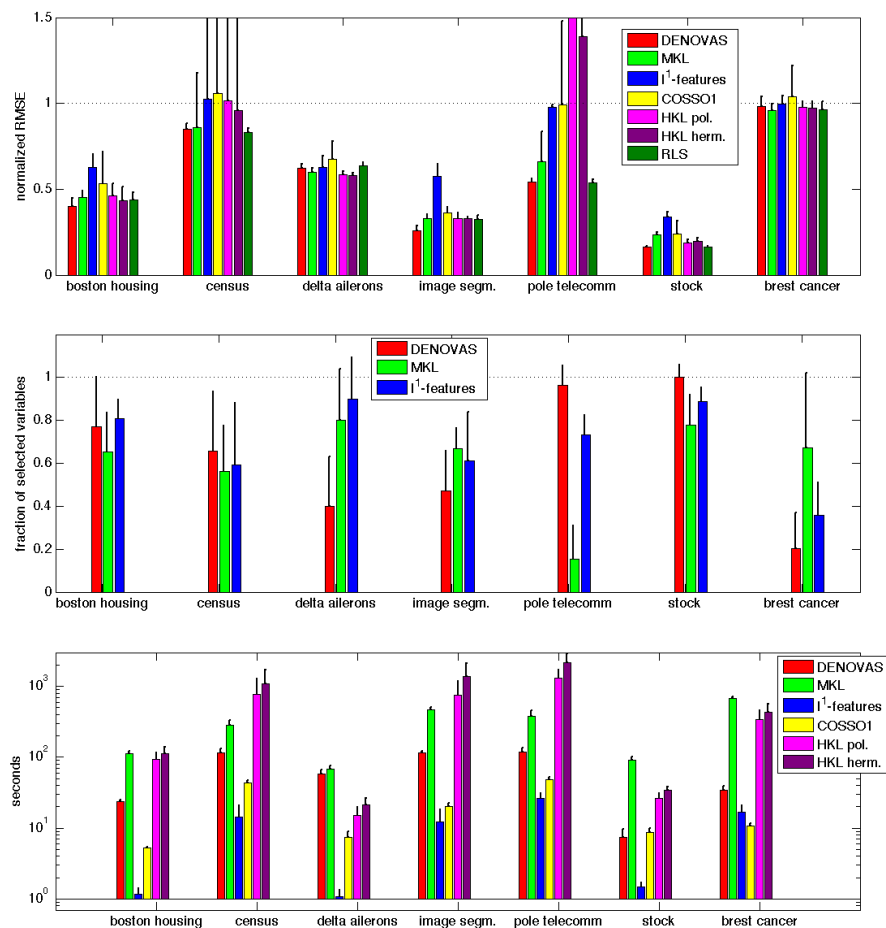 normalized RMSE
1.5
1
0.5
0
DENOVAS
MKL
l¹-features
COSSO1
HKL pol.
HKL herm.
RLS
boston housing census delta ailerons image segm. pole telecomm stock brest cancer
fraction of selected variables
1
0.8
0.6
0.4
0.2
0
DENOVAS
MKL
l¹-features
boston housing census delta ailerons image segm. pole telecomm stock brest cancer
seconds
10³
10²
10¹
10⁰
DENOVAS
MKL
l¹-features
COSSO1
HKL pol.
HKL herm.
boston housing census delta ailerons image segm. pole telecomm stock brest cancer